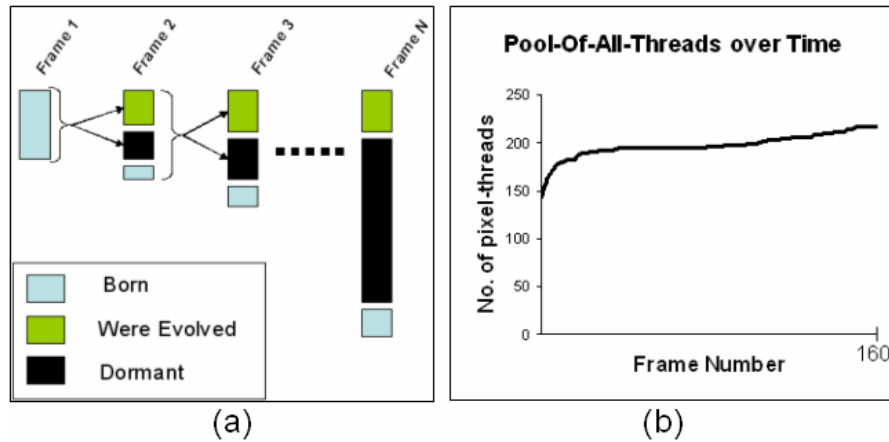 Frame 1
Frame 2
Frame 3
Frame N
Born
Were Evolved
Dormant
(a)
Pool-Of-All-Threads over Time
No. of pixel-threads
250
200
150
100
50
0
160
Frame Number
(b)